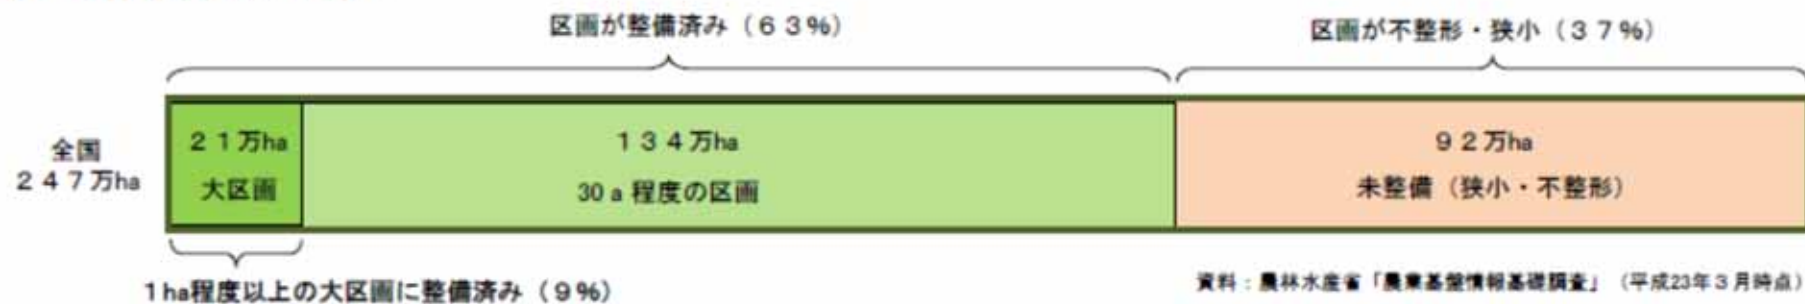 区画が整備済み（６３%）
区画が不整形・狭小（３７%）
全国
２４７万ha
２１万ha
大区画
１３４万ha
30ａ程度の区画
９２万ha
未整備（狭小・不整形）
1ha程度以上の大区画に整備済み（９%）
資料：農林水産省「農業基盤情報基礎調査」（平成23年３月時点）